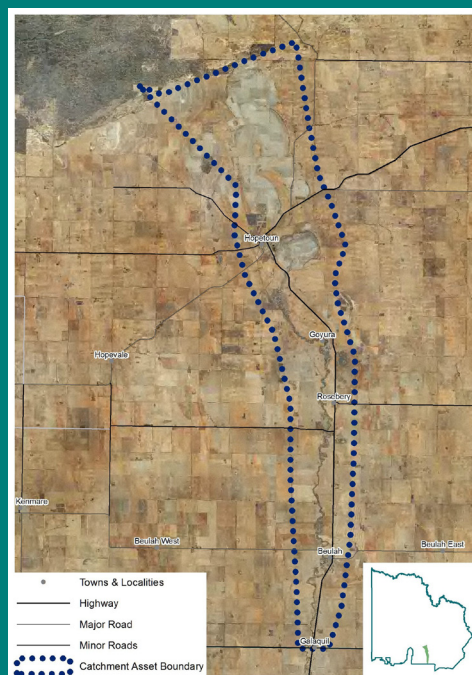 Hopetoun
Goyura
Hopevale
Rosebery
Kenmare
Beulah West
Beulah
Beulah East
Galaquil
Towns & Localities
Highway
Major Road
Minor Roads
Catchment Asset Boundary